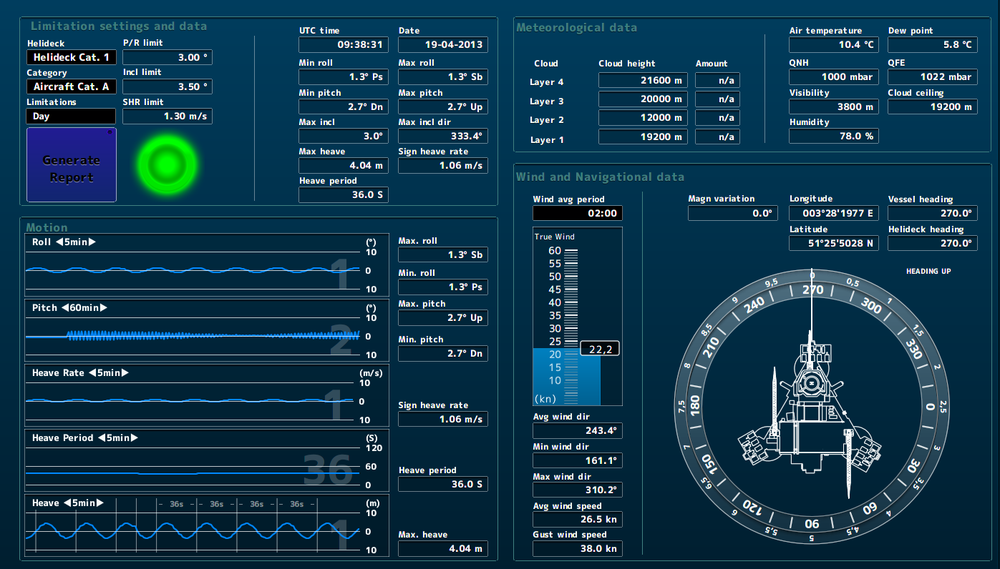 Limitation settings and data
Helideck
P/R limit
Helideck Cat. 1
3.00 °
Category
Incl limit
Aircraft Cat. A
3.50 °
Limitations
SHR limit
Day
1.30 m/s
Generate
Report
UTC time
Date
09:38:31
19-04-2013
Min roll
Max roll
1.3° Ps
1.3° Sb
Min pitch
Max pitch
2.7° Dn
2.7° Up
Max incl
Max incl dir
3.0°
333.4°
Max heave
Sign heave rate
4.04 m
1.06 m/s
Heave period
36.0 S
Motion
Roll ◀5min▶
(°)
10
0
10
1
Max. roll
1.3° Sb
Min. roll
1.3° Ps
Pitch ◀60min▶
(°)
10
0
10
2
Max. pitch
2.7° Up
Min. pitch
2.7° Dn
Heave Rate ◀5min▶
(m/s)
10
0
10
1
Sign heave rate
1.06 m/s
Heave Period ◀5min▶
(S)
120
60
0
36
Heave period
36.0 S
Heave ◀5min▶
– 36s – – 36s – – 36s – – 36s –
(m)
10
0
10
1
Max. heave
4.04 m
Meteorological data
Cloud
Cloud height
Amount
Layer 4
21600 m
n/a
Layer 3
20000 m
n/a
Layer 2
12000 m
n/a
Layer 1
19200 m
n/a
Air temperature
Dew point
10.4 °C
5.8 °C
QNH
QFE
1000 mbar
1022 mbar
Visibility
Cloud ceiling
3800 m
19200 m
Humidity
78.0 %
Wind and Navigational data
Wind avg period
02:00
True Wind
60
55
50
45
40
35
30
25
22,2
20
15
10
(kn)
Avg wind dir
243.4°
Min wind dir
161.1°
Max wind dir
310.2°
Avg wind speed
26.5 kn
Gust wind speed
38.0 kn
Magn variation
Longitude
Vessel heading
0.0°
003°28'1977 E
270.0°
Latitude
Helideck heading
51°25'5028 N
270.0°
HEADING UP
0
0,5
1
1,5
2
2,5
3
3,5
4
4,5
5
5,5
6
6,5
7
7,5
8
8,5
9
9,5
270
300
330
0
30
60
90
120
150
180
210
240
H